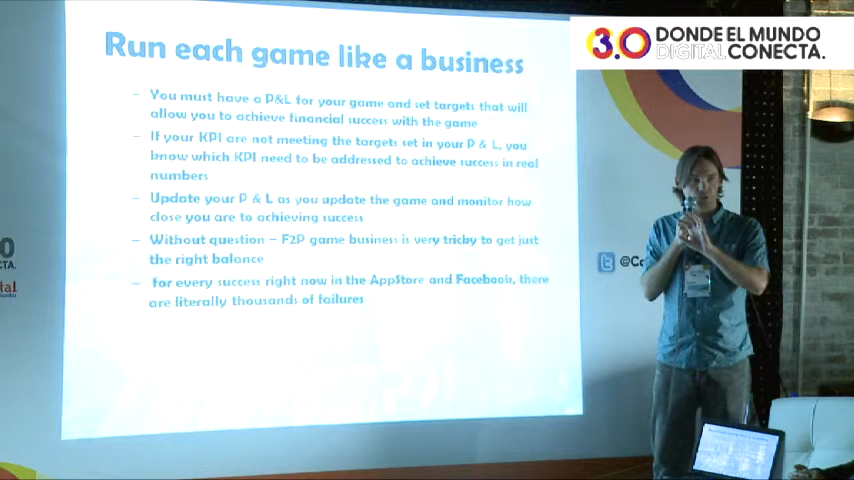 Run each game like a business
– You must have a P&L for your game and set targets that will
allow you to achieve financial success with the game
– If your KPI are not meeting the targets set in your P & L, you
know which KPI need to be addressed to achieve success in real
numbers
– Update your P & L as you update the game and monitor how
close you are to achieving success
– Without question – F2P game business is very tricky to get just
the right balance
– for every success right now in the AppStore and Facebook, there
are literally thousands of failures
3.0 DONDE EL MUNDO
DIGITAL CONECTA.
@Co